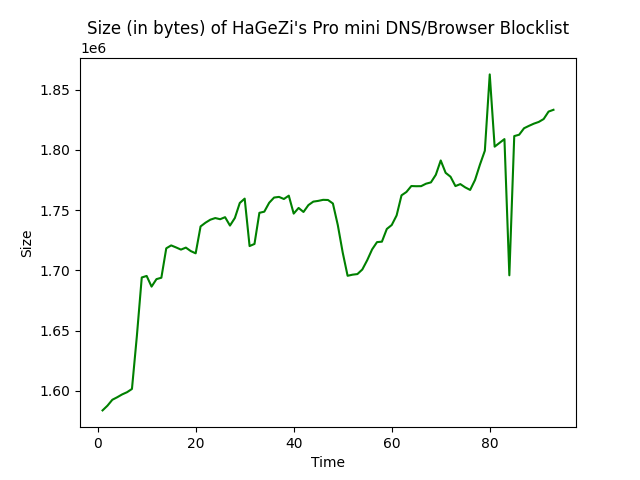 Size (in bytes) of HaGeZi's Pro mini DNS/Browser Blocklist
1e6
1.85
1.80
1.75
1.70
1.65
1.60
Size
0 20 40 60 80
Time